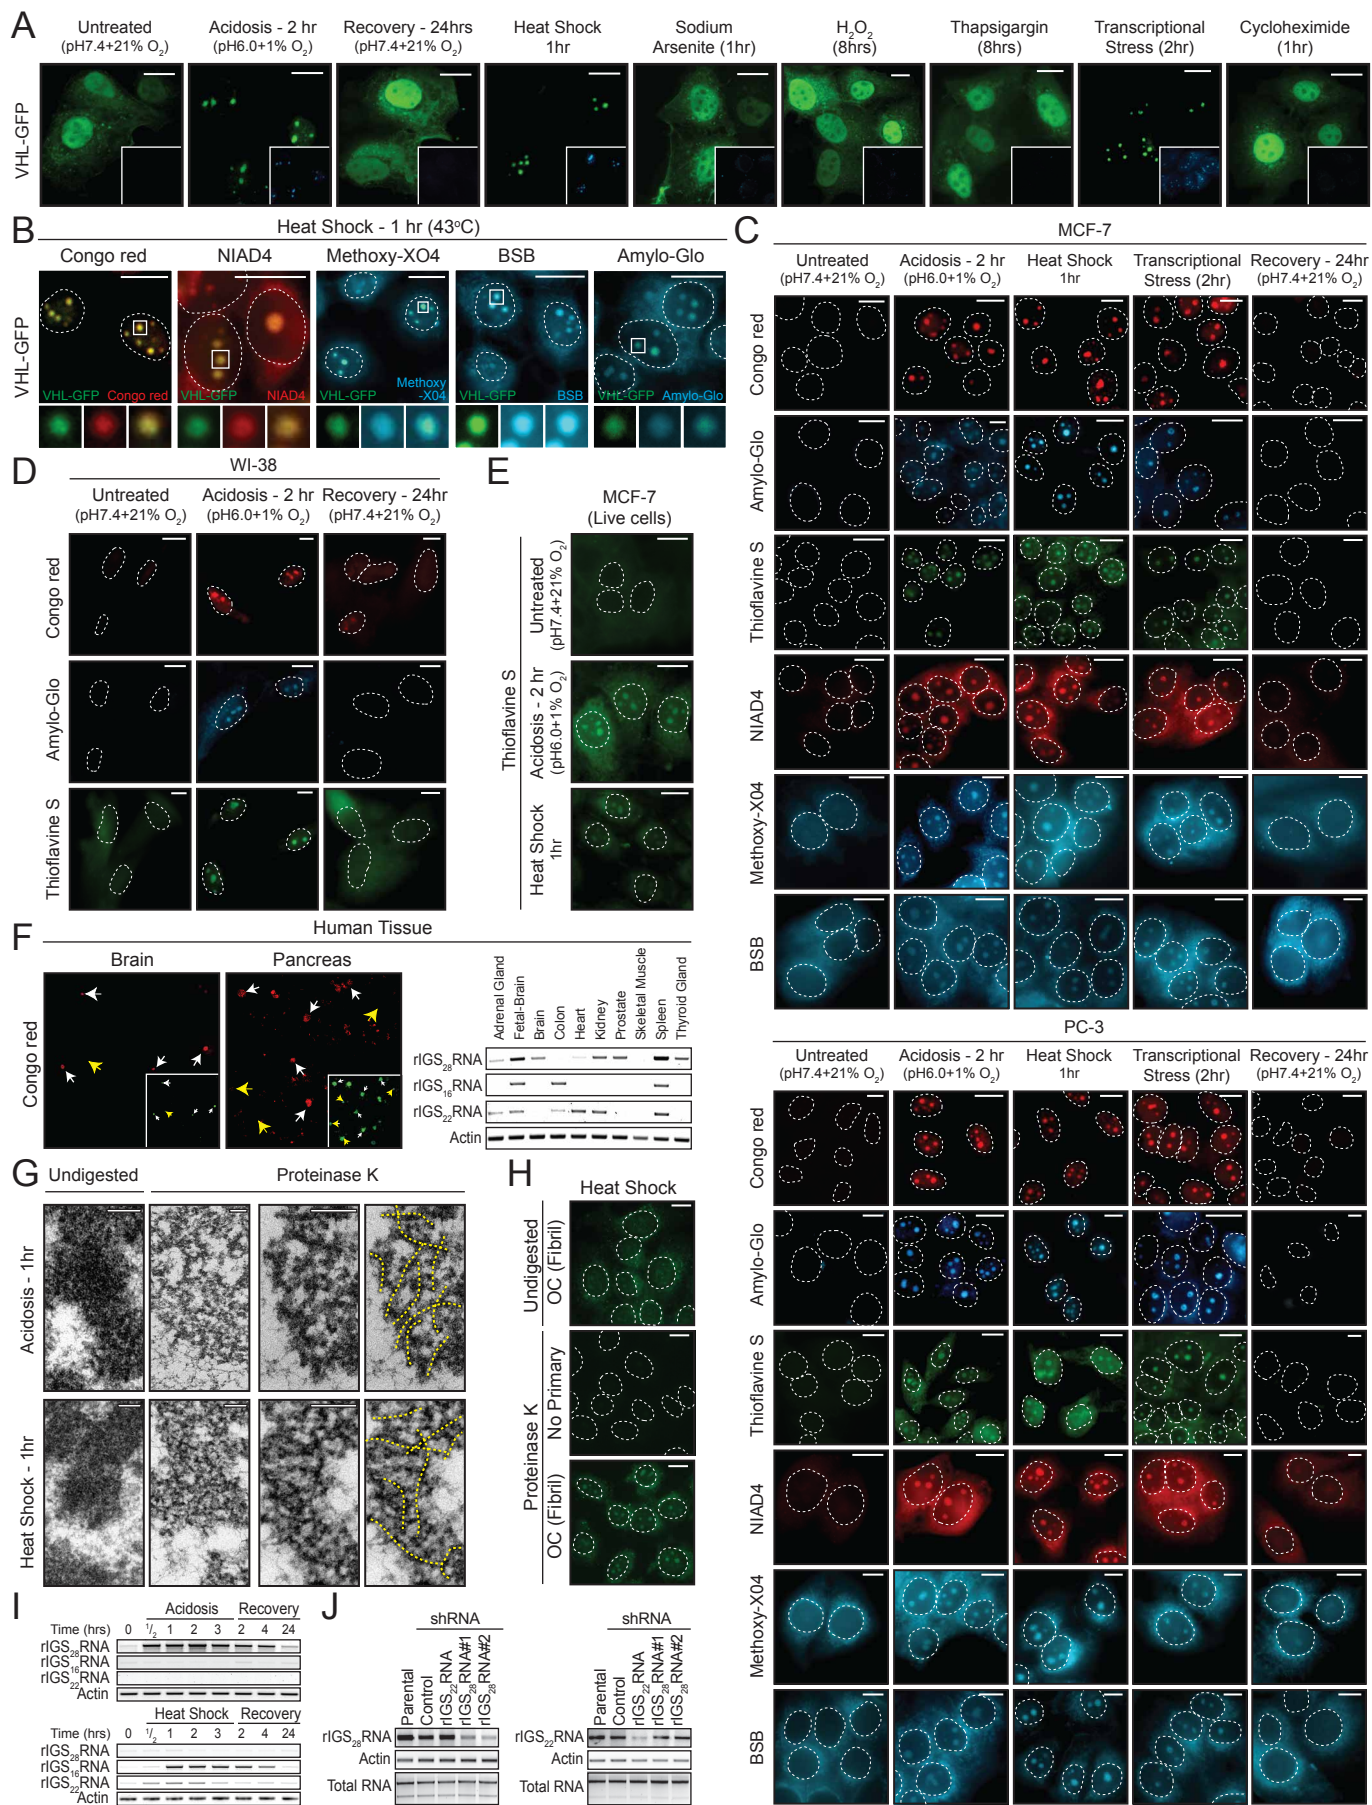 A
Untreated
(pH7.4+21% O2)
Acidosis - 2 hr
(pH6.0+1% O2)
Recovery - 24hrs
(pH7.4+21% O2)
Heat Shock
1hr
Sodium
Arsenite (1hr)
H2O2
(8hrs)
Thapsigargin
(8hrs)
Transcriptional
Stress (2hr)
Cycloheximide
(1hr)
VHL-GFP
B
Heat Shock - 1 hr (43oC)
Congo red
NIAD4
Methoxy-XO4
BSB
Amylo-Glo
VHL-GFP
VHL-GFP Congo red
VHL-GFP NIAD4
VHL-GFP Methoxy
-X04
VHL-GFP BSB
VHL-GFP Amylo-Glo
C
MCF-7
Untreated
(pH7.4+21% O2)
Acidosis - 2 hr
(pH6.0+1% O2)
Heat Shock
1hr
Transcriptional
Stress (2hr)
Recovery - 24hr
(pH7.4+21% O2)
Congo red
Amylo-Glo
Thioflavine S
NIAD4
Methoxy-X04
BSB
PC-3
Untreated
(pH7.4+21% O2)
Acidosis - 2 hr
(pH6.0+1% O2)
Heat Shock
1hr
Transcriptional
Stress (2hr)
Recovery - 24hr
(pH7.4+21% O2)
Congo red
Amylo-Glo
Thioflavine S
NIAD4
Methoxy-X04
BSB
D
WI-38
Untreated
(pH7.4+21% O2)
Acidosis - 2 hr
(pH6.0+1% O2)
Recovery - 24hr
(pH7.4+21% O2)
Congo red
Amylo-Glo
Thioflavine S
E
MCF-7
(Live cells)
Thioflavine S
Untreated
(pH7.4+21% O2)
Acidosis - 2 hr
(pH6.0+1% O2)
Heat Shock
1hr
F
Human Tissue
Brain
Pancreas
Congo red
Adrenal Gland
Fetal-Brain
Brain
Colon
Heart
Kidney
Prostate
Skeletal Muscle
Spleen
Thyroid Gland
rIGS28RNA
rIGS16RNA
rIGS22RNA
Actin
G
Undigested
Proteinase K
Acidosis - 1hr
Heat Shock - 1hr
H
Heat Shock
Undigested
OC (Fibril)
Proteinase K
No Primary
OC (Fibril)
I
Acidosis
Recovery
Time (hrs) 0 1/2 1 2 3 2 4 24
rIGS28RNA
rIGS16RNA
rIGS22RNA
Actin
Heat Shock
Recovery
Time (hrs) 0 1/2 1 2 3 2 4 24
rIGS28RNA
rIGS16RNA
rIGS22RNA
Actin
J
shRNA
Parental
Control
rIGS22RNA
rIGS28RNA#1
rIGS28RNA#2
rIGS28RNA
Actin
Total RNA
shRNA
Parental
Control
rIGS22RNA
rIGS28RNA#1
rIGS28RNA#2
rIGS22RNA
Actin
Total RNA